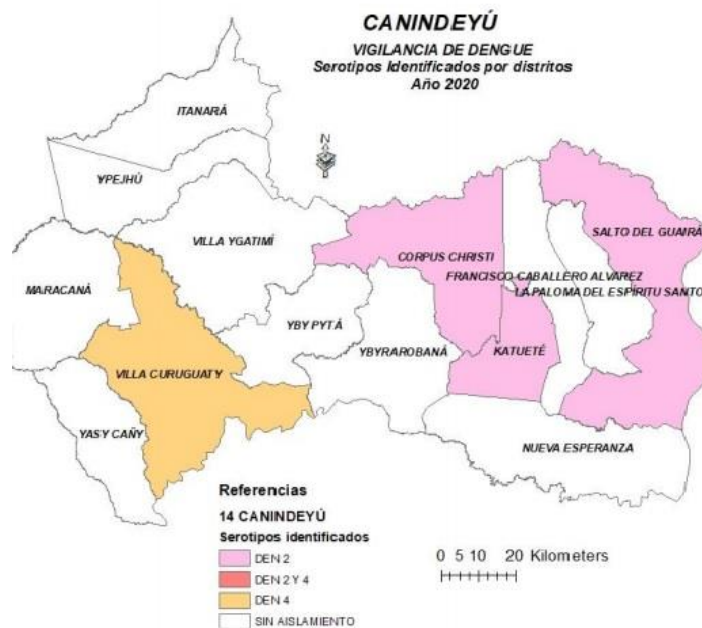 CANINDEYÚ
VIGILANCIA DE DENGUE
Serotipos Identificados por distritos
Año 2020
N
ITANARÁ
YPEJHÚ
VILLA YGATIMÍ
SALTO DEL GUAIRÁ
CORPUS CHRISTI
FRANCISCO CABALLERO ALVAREZ
MARACANÁ
LA PALOMA DEL ESPÍRITU SANTO
YBY PYTÁ
YBYRAROBANÁ
KATUETÉ
VILLA CURUGUATY
YASY CAÑY
NUEVA ESPERANZA
Referencias
14 CANINDEYÚ
Serotipos identificados
DEN 2
DEN 2 Y 4
DEN 4
SIN AISLAMIENTO
0 5 10 20 Kilometers